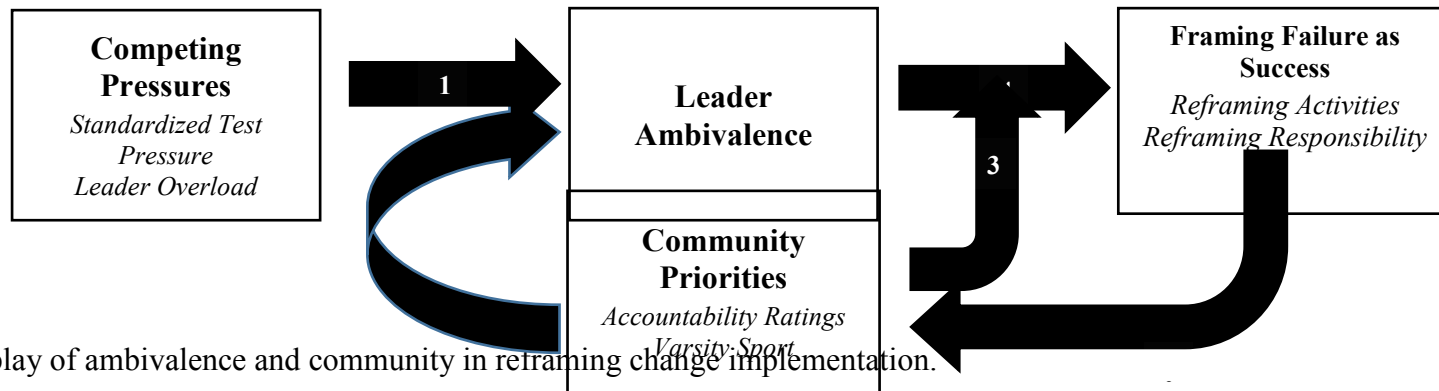 Competing
Pressures
Standardized Test
Pressure
Leader Overload
1
Leader
Ambivalence
Framing Failure as
Success
Reframing Activities
Reframing Responsibility
3
Community
Priorities
Accountability Ratings
Varsity Sport
play of ambivalence and community in reframing change implementation.